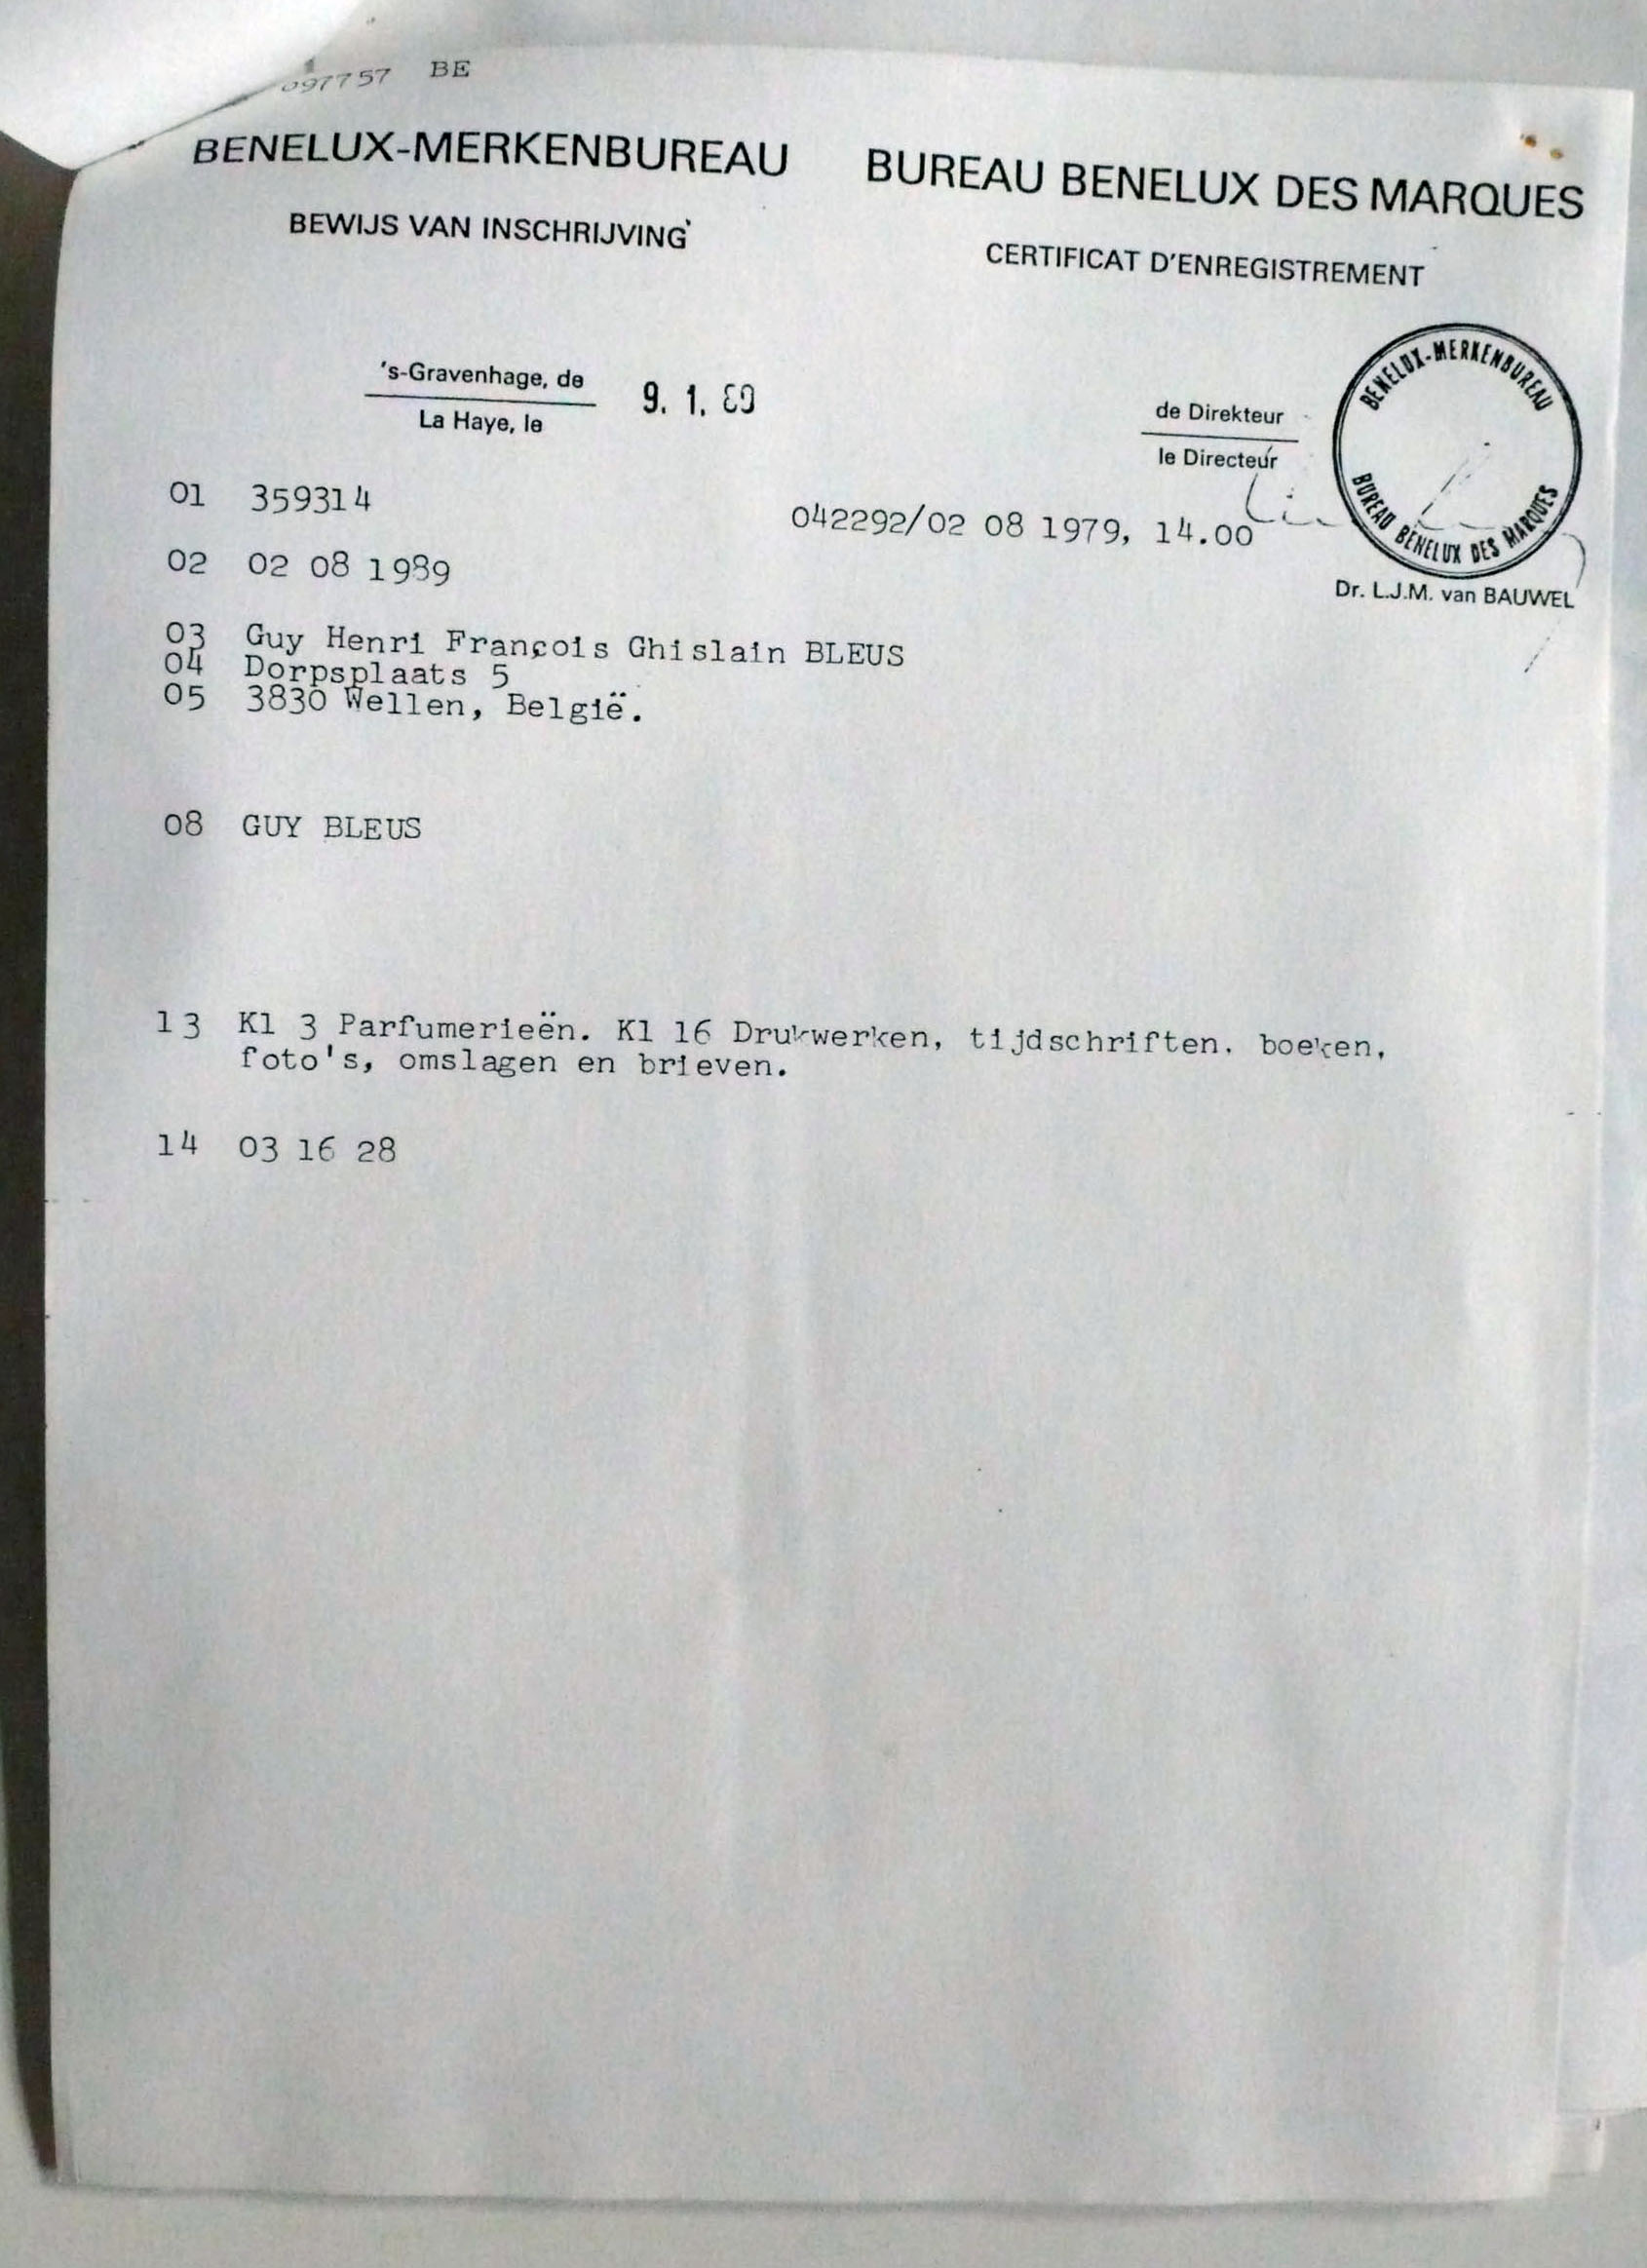 097757 BE
BENELUX-MERKENBUREAU BUREAU BENELUX DES MARQUES
BEWIJS VAN INSCHRIJVING CERTIFICAT D'ENREGISTREMENT
's-Gravenhage, de
La Haye, le
9. 1. 80
de Direkteur
le Directeur
BENELUX-MERKENBUREAU
BUREAU BENELUX DES MARQUES
Dr. L.J.M. van BAUWEL
01 359314 042292/02 08 1979, 14.00
02 02 08 1989
03 Guy Henri François Ghislain BLEUS
04 Dorpsplaats 5
05 3830 Wellen, België.
08 GUY BLEUS
13 Kl 3 Parfumerieën. Kl 16 Drukwerken, tijdschriften, boeken,
foto's, omslagen en brieven.
14 03 16 28